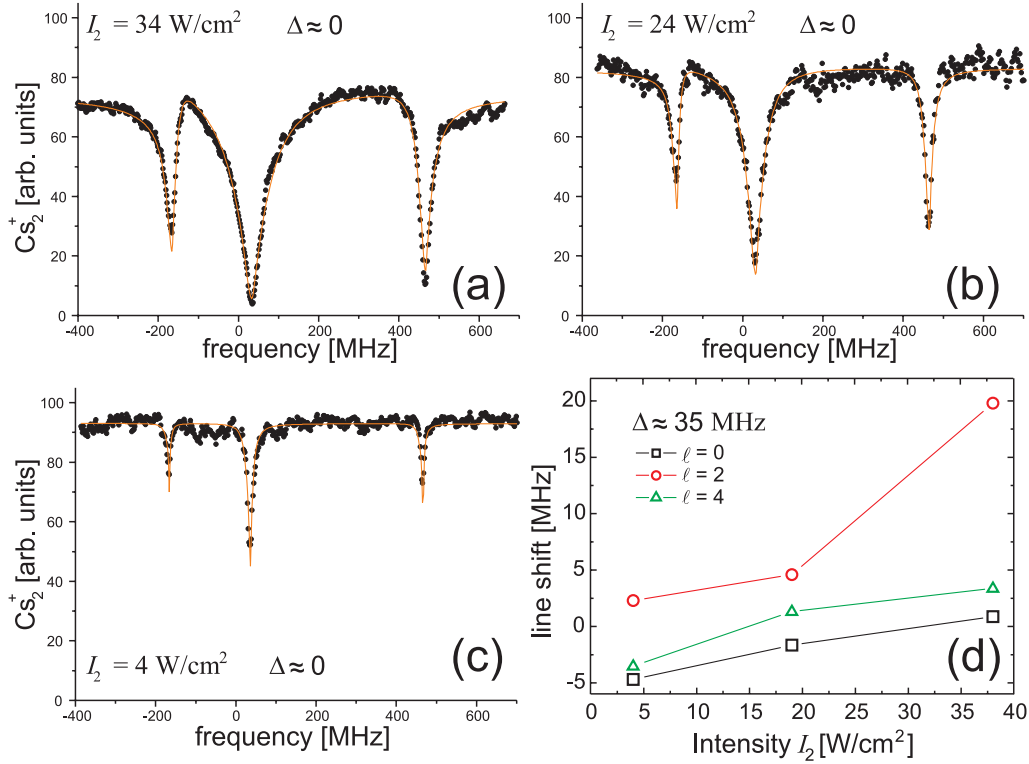 I₂ = 34 W/cm² Δ ≈ 0
100
80
60
40
20
0
Cs₂⁺ [arb. units]
-400 -200 0 200 400 600
frequency [MHz]
(a)
I₂ = 24 W/cm² Δ ≈ 0
100
80
60
40
20
0
-400 -200 0 200 400 600
frequency [MHz]
(b)
100
80
60
40
20
0
Cs₂⁺ [arb. units]
I₂ = 4 W/cm² Δ ≈ 0
(c)
-400 -200 0 200 400 600
frequency [MHz]
Δ ≈ 35 MHz
ℓ = 0
ℓ = 2
ℓ = 4
20
15
10
5
0
-5
line shift [MHz]
(d)
0 5 10 15 20 25 30 35 40
Intensity I₂ [W/cm²]